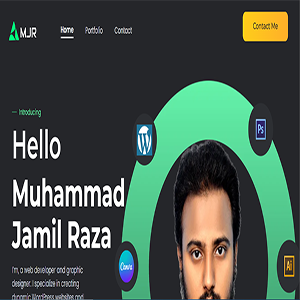 MJR
Home Portfolio Contact
Contact Me
Introducing
Hello
Muhammad
Jamil Raza
I'm, a web developer and graphic
designer. I specialize in creating
dynamic WordPress websites and
Ps
Canva
Ai